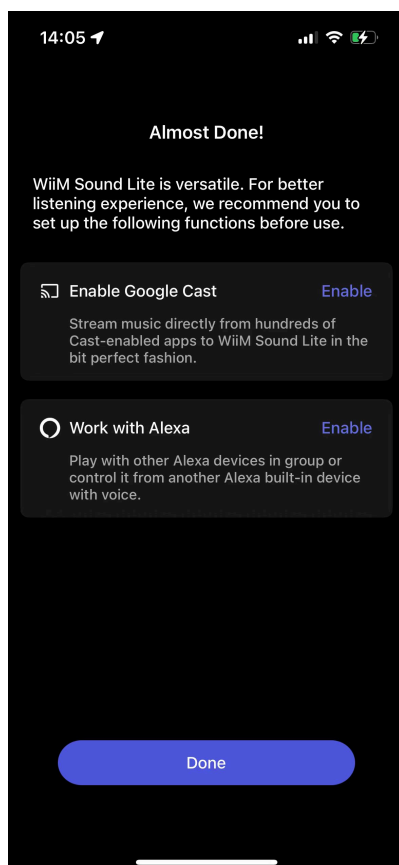 14:05
Almost Done!
WiiM Sound Lite is versatile. For better
listening experience, we recommend you to
set up the following functions before use.
Enable Google Cast
Enable
Stream music directly from hundreds of
Cast-enabled apps to WiiM Sound Lite in the
bit perfect fashion.
Work with Alexa
Enable
Play with other Alexa devices in group or
control it from another Alexa built-in device
with voice.
Done